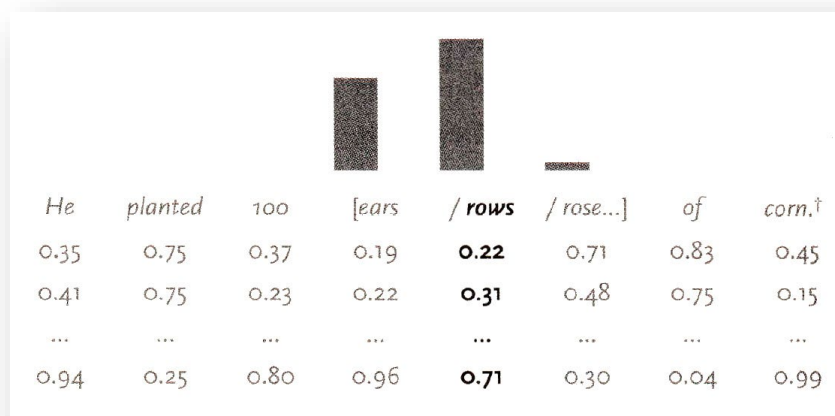 He planted 100 [ears / rows / rose...] of corn.†
0.35 0.75 0.37 0.19 0.22 0.71 0.83 0.45
0.41 0.75 0.23 0.22 0.31 0.48 0.75 0.15
... ... ... ... ... ... ... ...
0.94 0.25 0.80 0.96 0.71 0.30 0.04 0.99